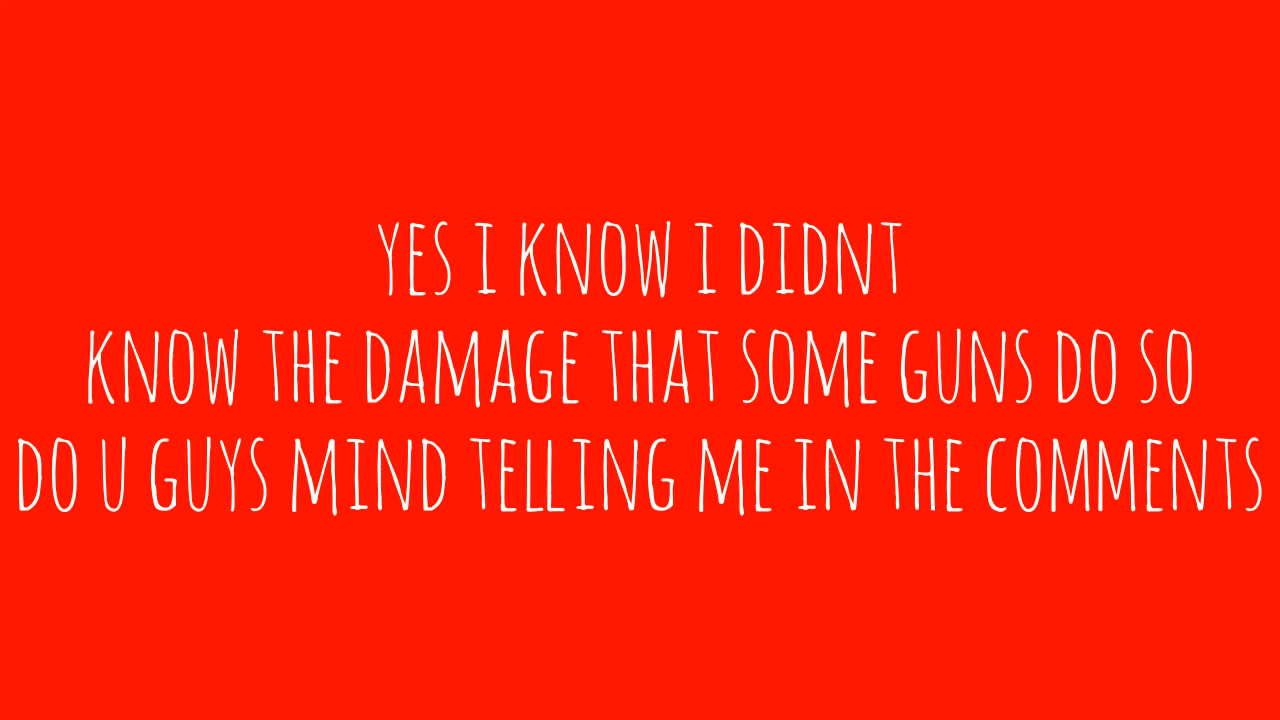 YES I KNOW I DIDNT
KNOW THE DAMAGE THAT SOME GUNS DO SO
DO U GUYS MIND TELLING ME IN THE COMMENTS